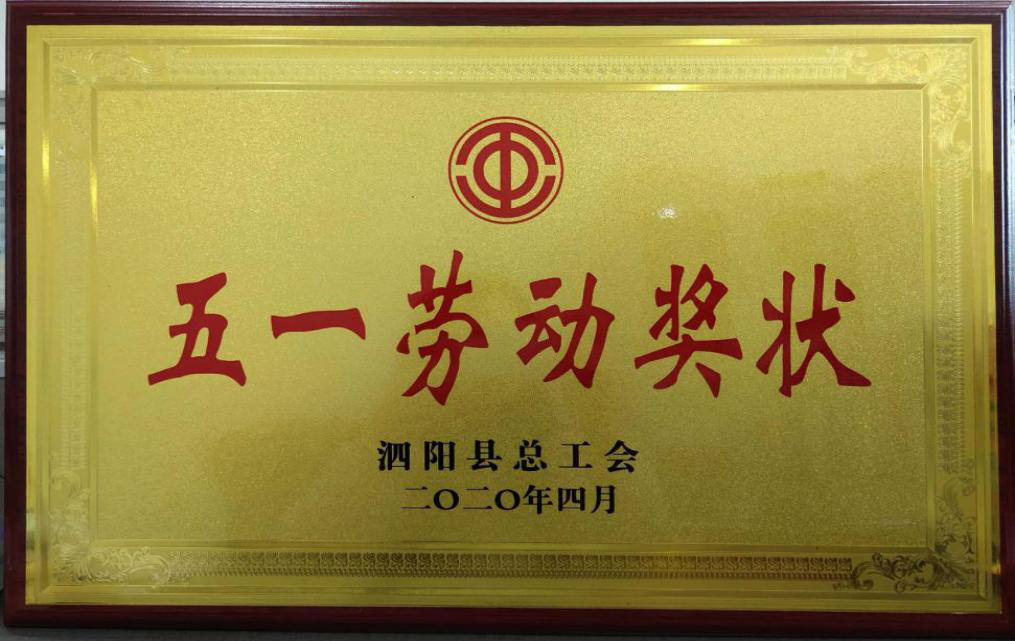 五一劳动奖状
泗阳县总工会
二〇二〇年四月